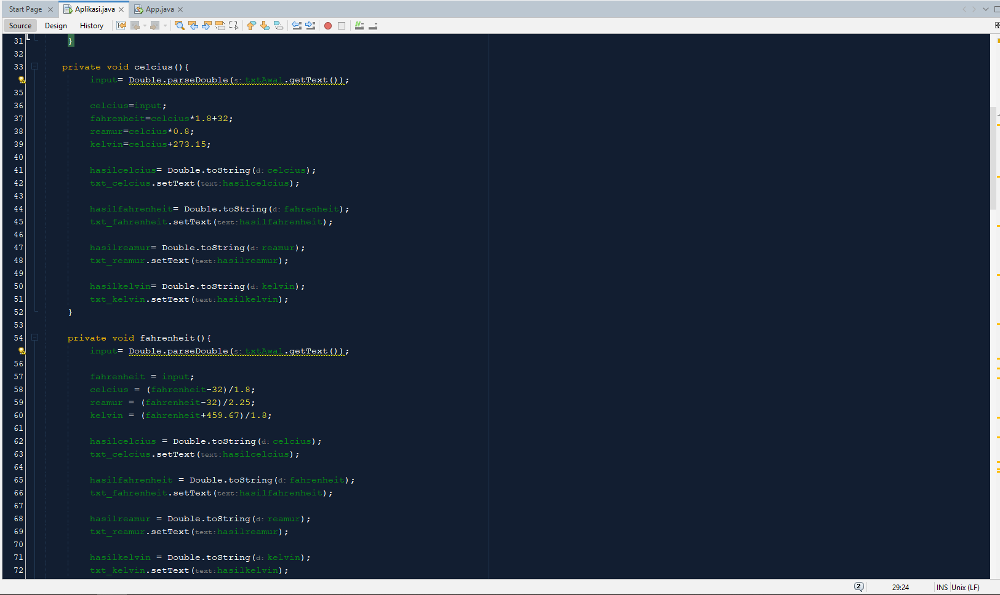 Start Page × Aplikasi.java × App.java ×
Source Design History
31 }
32
33 private void celcius(){
input= Double.parseDouble(s: txtAwal.getText());
35
36 celcius=input;
37 fahrenheit=celcius*1.8+32;
38 reamur=celcius*0.8;
39 kelvin=celcius+273.15;
40
41 hasilcelcius= Double.toString(d: celcius);
42 txt_celcius.setText(text:hasilcelcius);
43
44 hasilfahrenheit= Double.toString(d: fahrenheit);
45 txt_fahrenheit.setText(text:hasilfahrenheit);
46
47 hasilreamur= Double.toString(d: reamur);
48 txt_reamur.setText(text:hasilreamur);
49
50 hasilkelvin= Double.toString(d: kelvin);
51 txt_kelvin.setText(text:hasilkelvin);
52 }
53
54 private void fahrenheit(){
input= Double.parseDouble(s: txtAwal.getText());
56
57 fahrenheit = input;
58 celcius = (fahrenheit-32)/1.8;
59 reamur = (fahrenheit-32)/2.25;
60 kelvin = (fahrenheit+459.67)/1.8;
61
62 hasilcelcius = Double.toString(d: celcius);
63 txt_celcius.setText(text:hasilcelcius);
64
65 hasilfahrenheit = Double.toString(d: fahrenheit);
66 txt_fahrenheit.setText(text:hasilfahrenheit);
67
68 hasilreamur = Double.toString(d: reamur);
69 txt_reamur.setText(text:hasilreamur);
70
71 hasilkelvin = Double.toString(d: kelvin);
72 txt_kelvin.setText(text:hasilkelvin);
2 29:24 INS Unix (LF)